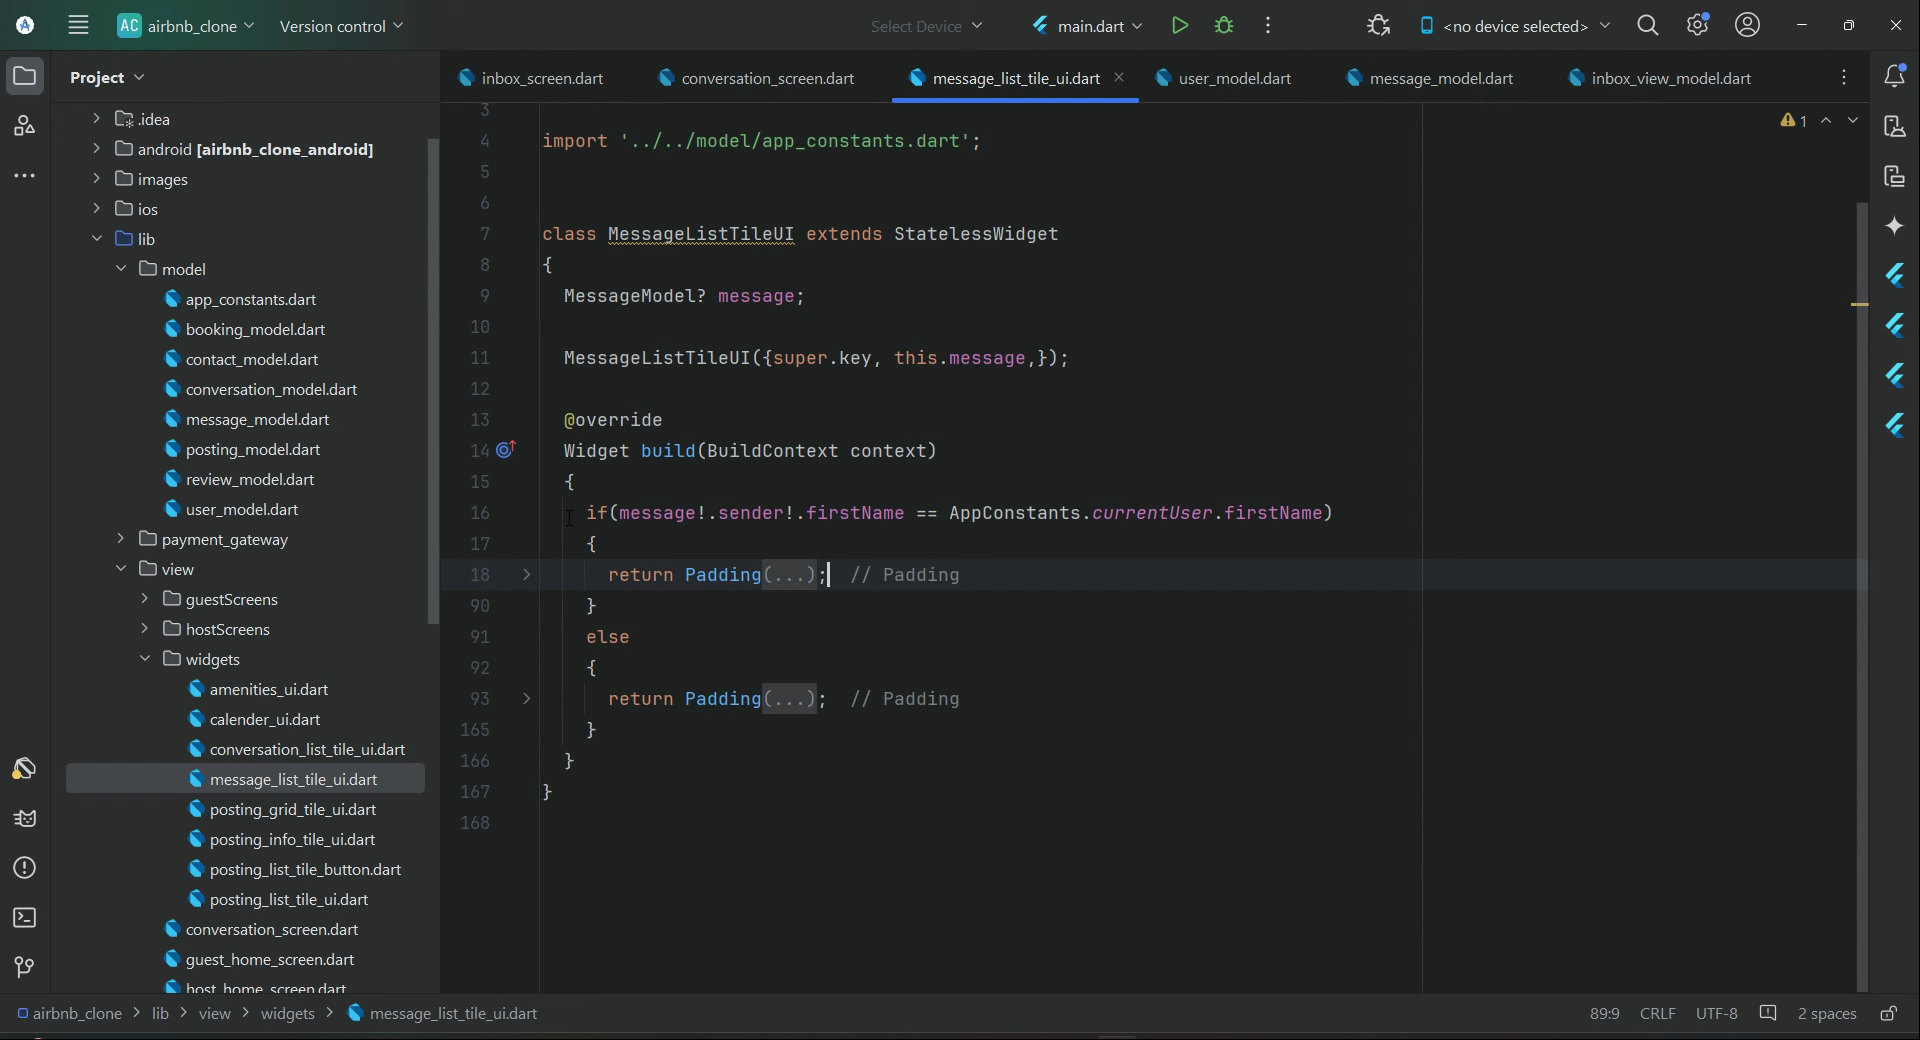 AC airbnb_clone Version control Select Device main.dart <no device selected>
Project
.idea
android [airbnb_clone_android]
images
ios
lib
model
app_constants.dart
booking_model.dart
contact_model.dart
conversation_model.dart
message_model.dart
posting_model.dart
review_model.dart
user_model.dart
payment_gateway
view
guestScreens
hostScreens
widgets
amenities_ui.dart
calender_ui.dart
conversation_list_tile_ui.dart
message_list_tile_ui.dart
posting_grid_tile_ui.dart
posting_info_tile_ui.dart
posting_list_tile_button.dart
posting_list_tile_ui.dart
conversation_screen.dart
guest_home_screen.dart
host_home_screen.dart
inbox_screen.dart conversation_screen.dart message_list_tile_ui.dart user_model.dart message_model.dart inbox_view_model.dart
1
3
4 import '../../model/app_constants.dart';
5
6
7 class MessageListTileUI extends StatelessWidget
8 {
9 MessageModel? message;
10
11 MessageListTileUI({super.key, this.message,});
12
13 @override
14 Widget build(BuildContext context)
15 {
16 if(message!.sender!.firstName == AppConstants.currentUser.firstName)
17 {
18 return Padding(...); // Padding
90 }
91 else
92 {
93 return Padding(...); // Padding
165 }
166 }
167 }
168
airbnb_clone > lib > view > widgets > message_list_tile_ui.dart 89:9 CRLF UTF-8 2 spaces